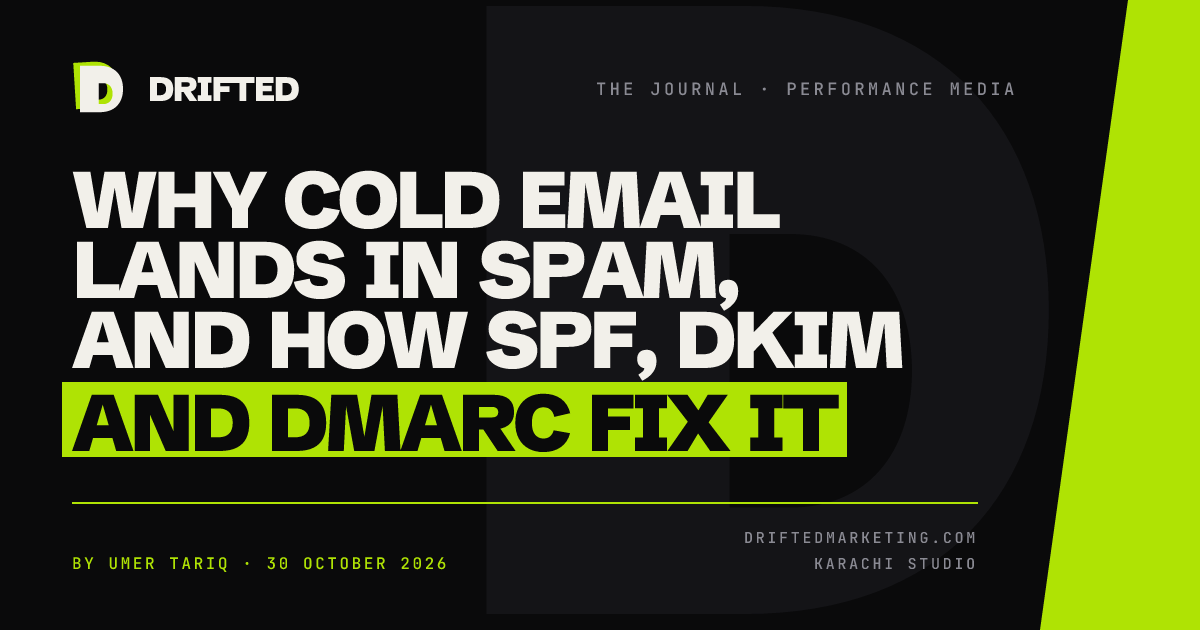 DRIFTED
THE JOURNAL · PERFORMANCE MEDIA
WHY COLD EMAIL
LANDS IN SPAM,
AND HOW SPF, DKIM
AND DMARC FIX IT
DRIFTEDMARKETING.COM
BY UMER TARIQ · 30 OCTOBER 2026
KARACHI STUDIO